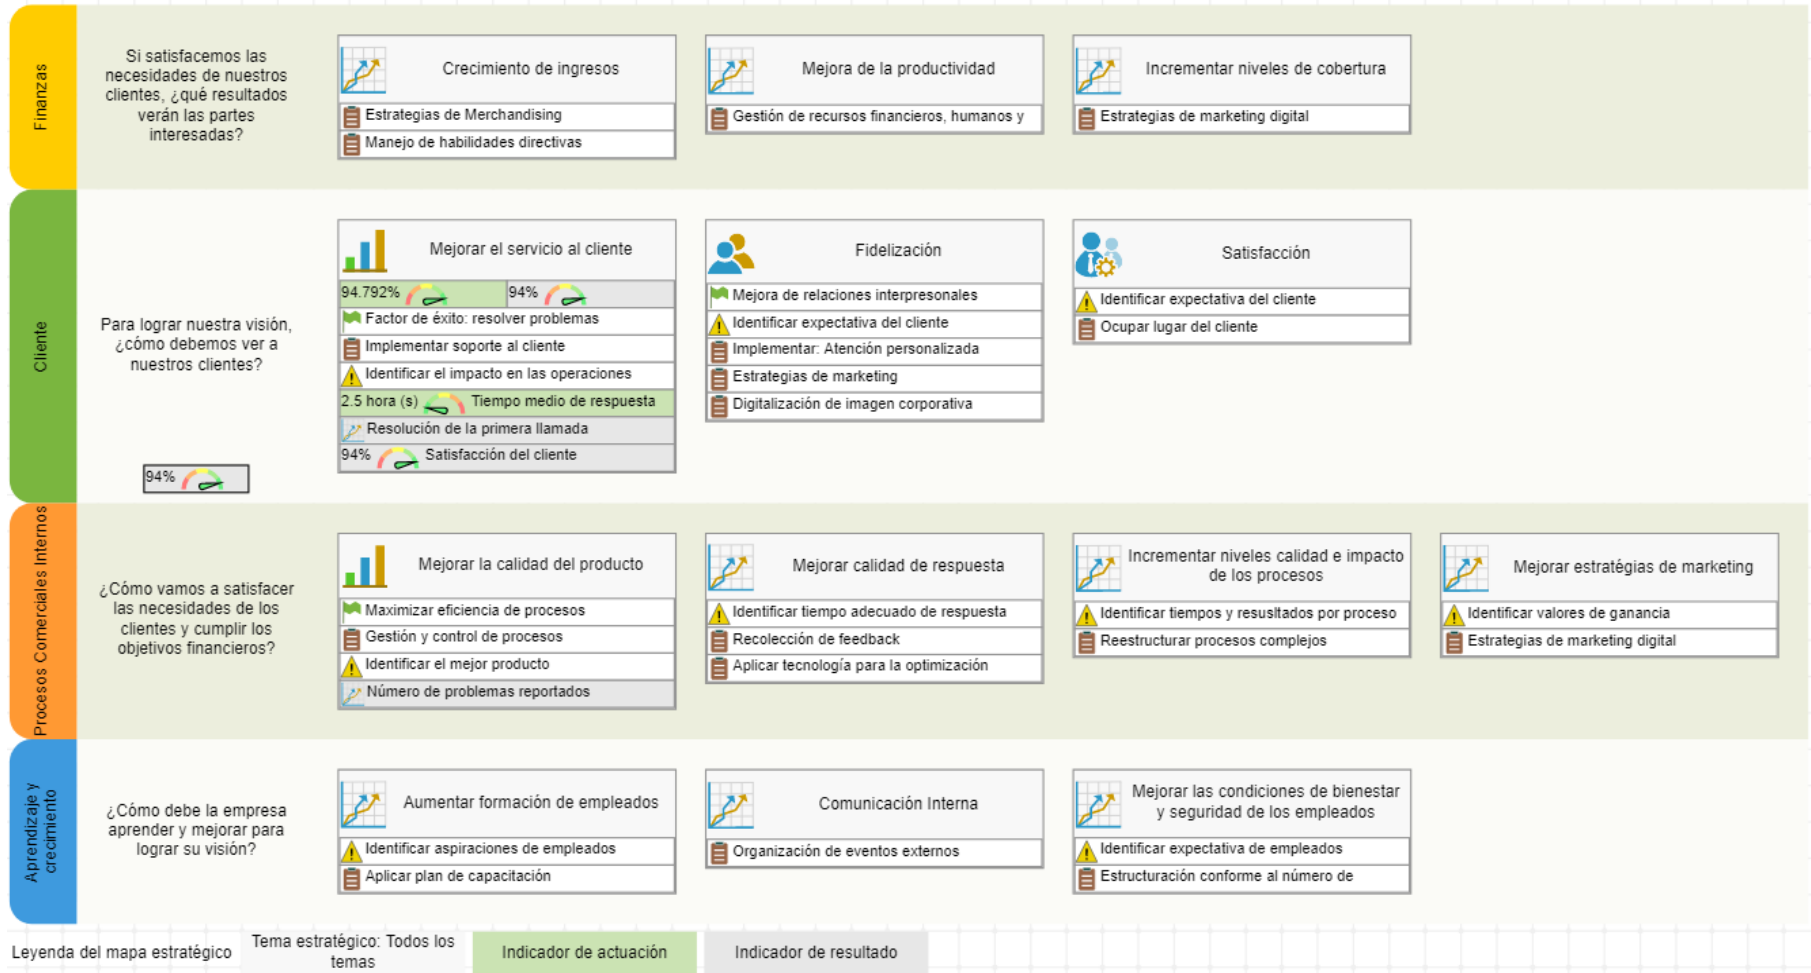 Finanzas
Si satisfacemos las
necesidades de nuestros
clientes, ¿qué resultados
verán las partes
interesadas?
Crecimiento de ingresos
Estrategias de Merchandising
Manejo de habilidades directivas
Mejora de la productividad
Gestión de recursos financieros, humanos y
Incrementar niveles de cobertura
Estrategias de marketing digital
Cliente
Para lograr nuestra visión,
¿cómo debemos ver a
nuestros clientes?
94%
Mejorar el servicio al cliente
94.792%
94%
Factor de éxito: resolver problemas
Implementar soporte al cliente
Identificar el impacto en las operaciones
2.5 hora (s) Tiempo medio de respuesta
Resolución de la primera llamada
94% Satisfacción del cliente
Fidelización
Mejora de relaciones interpresonales
Identificar expectativa del cliente
Implementar: Atención personalizada
Estrategias de marketing
Digitalización de imagen corporativa
Satisfacción
Identificar expectativa del cliente
Ocupar lugar del cliente
Procesos Comerciales Internos
¿Cómo vamos a satisfacer
las necesidades de los
clientes y cumplir los
objetivos financieros?
Mejorar la calidad del producto
Maximizar eficiencia de procesos
Gestión y control de procesos
Identificar el mejor producto
Número de problemas reportados
Mejorar calidad de respuesta
Identificar tiempo adecuado de respuesta
Recolección de feedback
Aplicar tecnología para la optimización
Incrementar niveles calidad e impacto
de los procesos
Identificar tiempos y resusltados por proceso
Reestructurar procesos complejos
Mejorar estratégias de marketing
Identificar valores de ganancia
Estrategias de marketing digital
Aprendizaje y
crecimiento
¿Cómo debe la empresa
aprender y mejorar para
lograr su visión?
Aumentar formación de empleados
Identificar aspiraciones de empleados
Aplicar plan de capacitación
Comunicación Interna
Organización de eventos externos
Mejorar las condiciones de bienestar
y seguridad de los empleados
Identificar expectativa de empleados
Estructuración conforme al número de
Leyenda del mapa estratégico
Tema estratégico: Todos los
temas
Indicador de actuación
Indicador de resultado